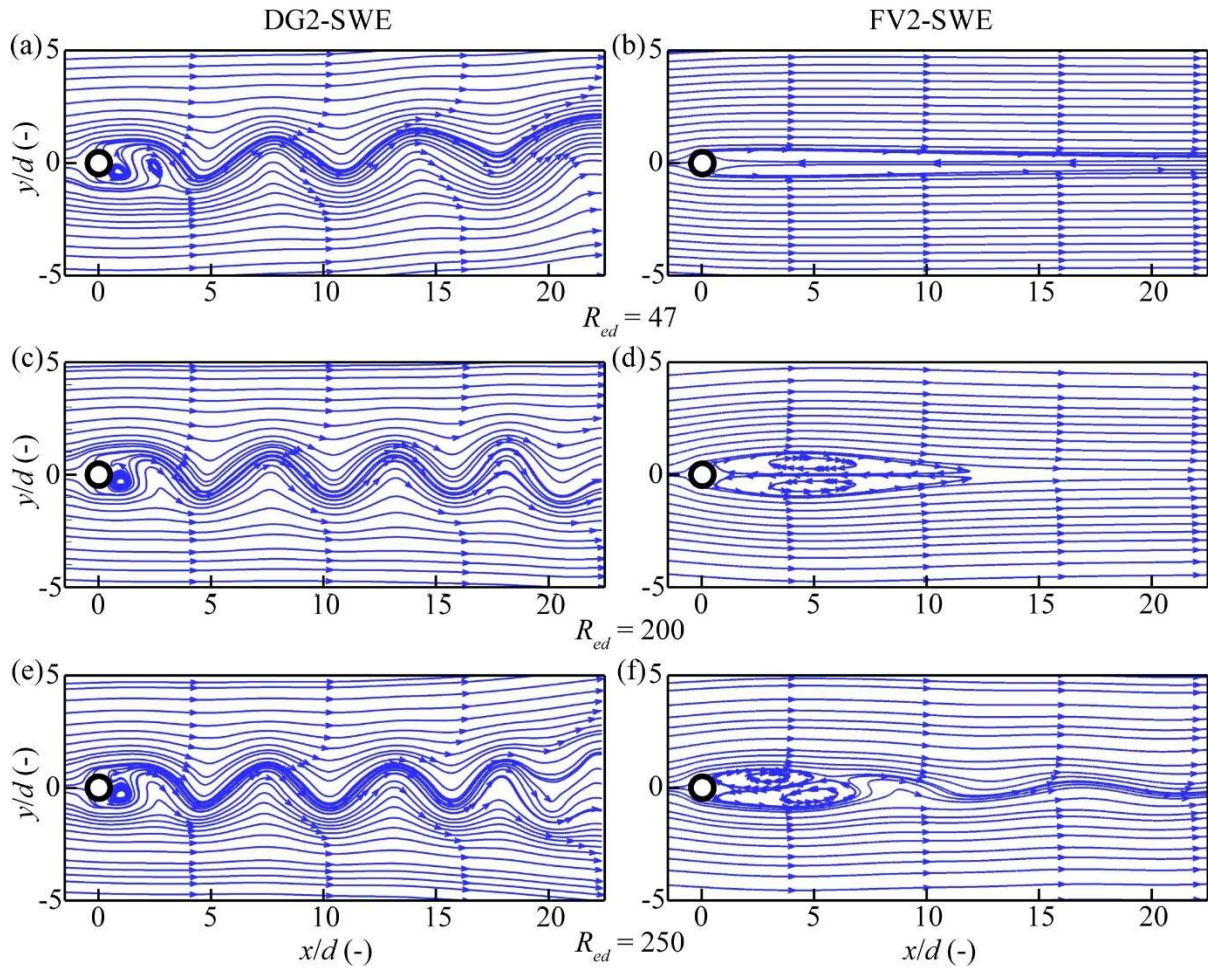 DG2-SWE FV2-SWE
(a) 5 (b) 5
y/d (-) 0 0
-5 -5
0 5 10 15 20 0 5 10 15 20
R_ed = 47
(c) 5 (d) 5
y/d (-) 0 0
-5 -5
0 5 10 15 20 0 5 10 15 20
R_ed = 200
(e) 5 (f) 5
y/d (-) 0 0
-5 -5
0 5 10 15 20 0 5 10 15 20
x/d (-) R_ed = 250 x/d (-)